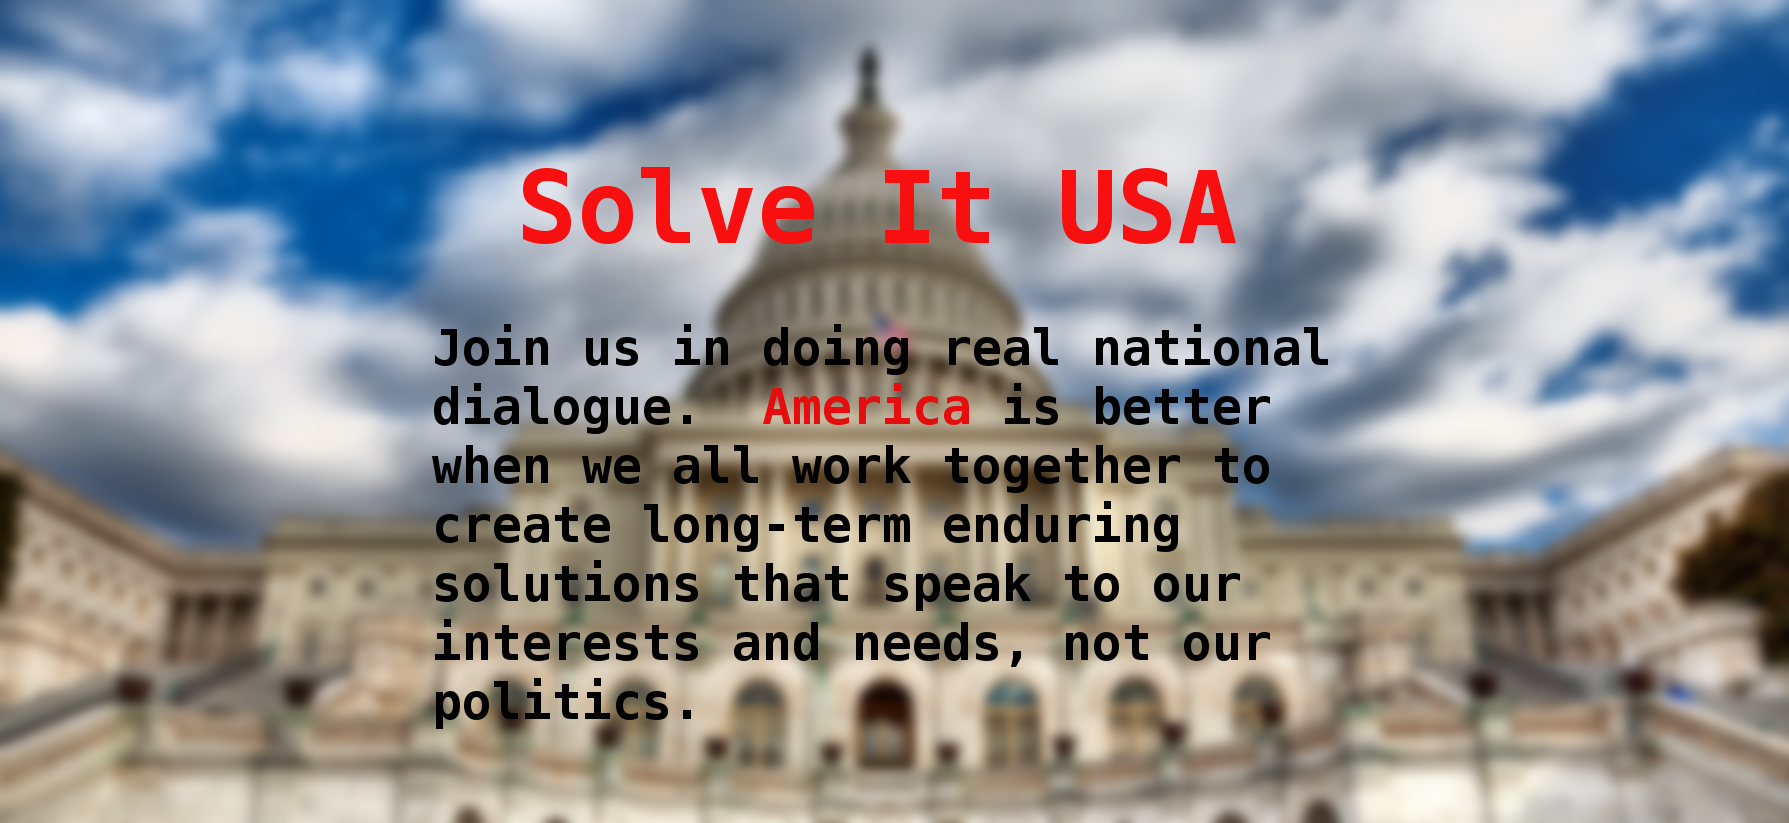 Solve It USA
Join us in doing real national
dialogue.  America is better
when we all work together to
create long-term enduring
solutions that speak to our
interests and needs, not our
politics.